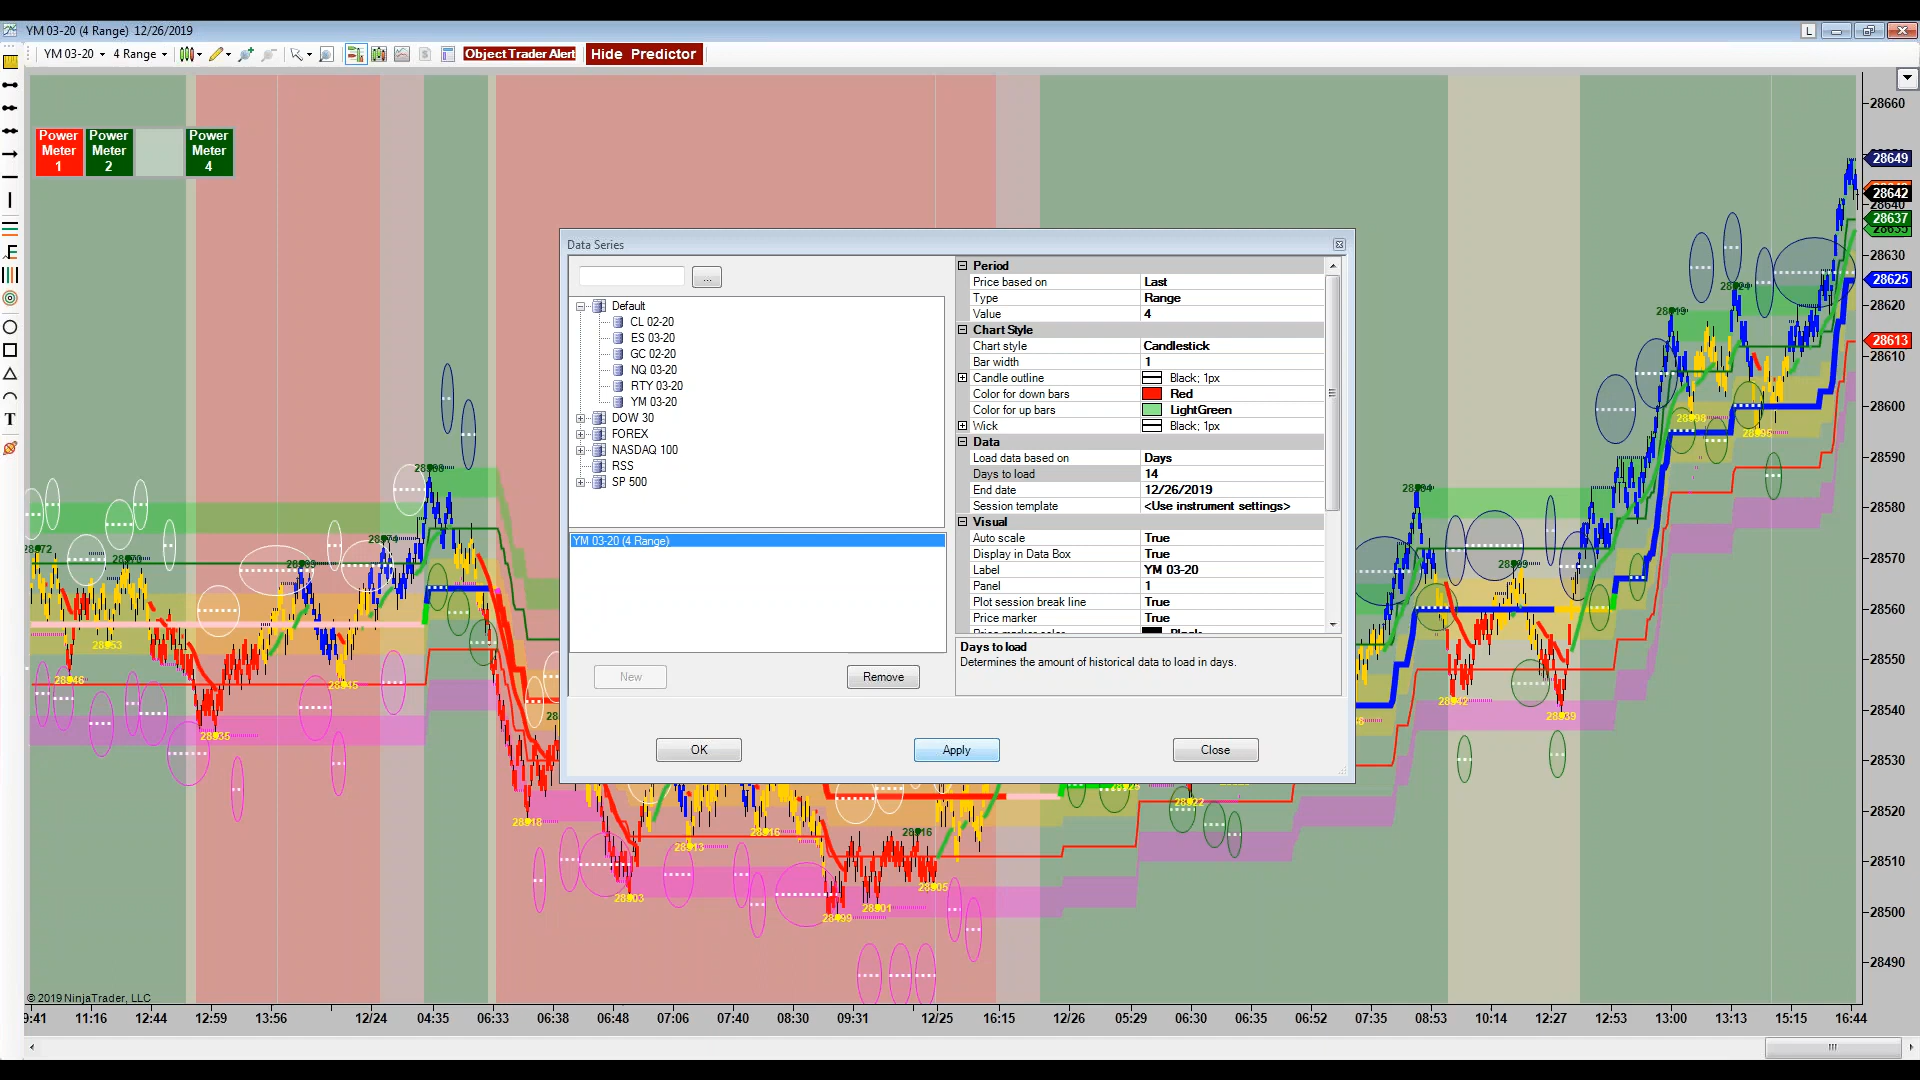 YM 03-20 (4 Range) 12/26/2019
L
YM 03-20 4 Range Object Trader Alert Hide Predictor
Power Meter 1
Power Meter 2
Power Meter 4
Data Series
...
Default
CL 02-20
ES 03-20
GC 02-20
NQ 03-20
RTY 03-20
YM 03-20
DOW 30
FOREX
NASDAQ 100
RSS
SP 500
YM 03-20 (4 Range)
New
Remove
Period
Price based on Last
Type Range
Value 4
Chart Style
Chart style Candlestick
Bar width 1
Candle outline Black; 1px
Color for down bars Red
Color for up bars LightGreen
Wick Black; 1px
Data
Load data based on Days
Days to load 14
End date 12/26/2019
Session template <Use instrument settings>
Visual
Auto scale True
Display in Data Box True
Label YM 03-20
Panel 1
Plot session break line True
Price marker True
Days to load
Determines the amount of historical data to load in days.
OK
Apply
Close
28660
28649
28642
28640
28637
28635
28630
28625
28620
28613
28610
28600
28590
28580
28570
28560
28550
28540
28530
28520
28510
28500
28490
© 2019 NinjaTrader, LLC
9:41 11:16 12:44 12:59 13:56 12/24 04:35 06:33 06:38 06:48 07:06 07:40 08:30 09:31 12/25 16:15 12/26 05:29 06:30 06:35 06:52 07:35 08:53 10:14 12:27 12:53 13:00 13:13 15:15 16:44